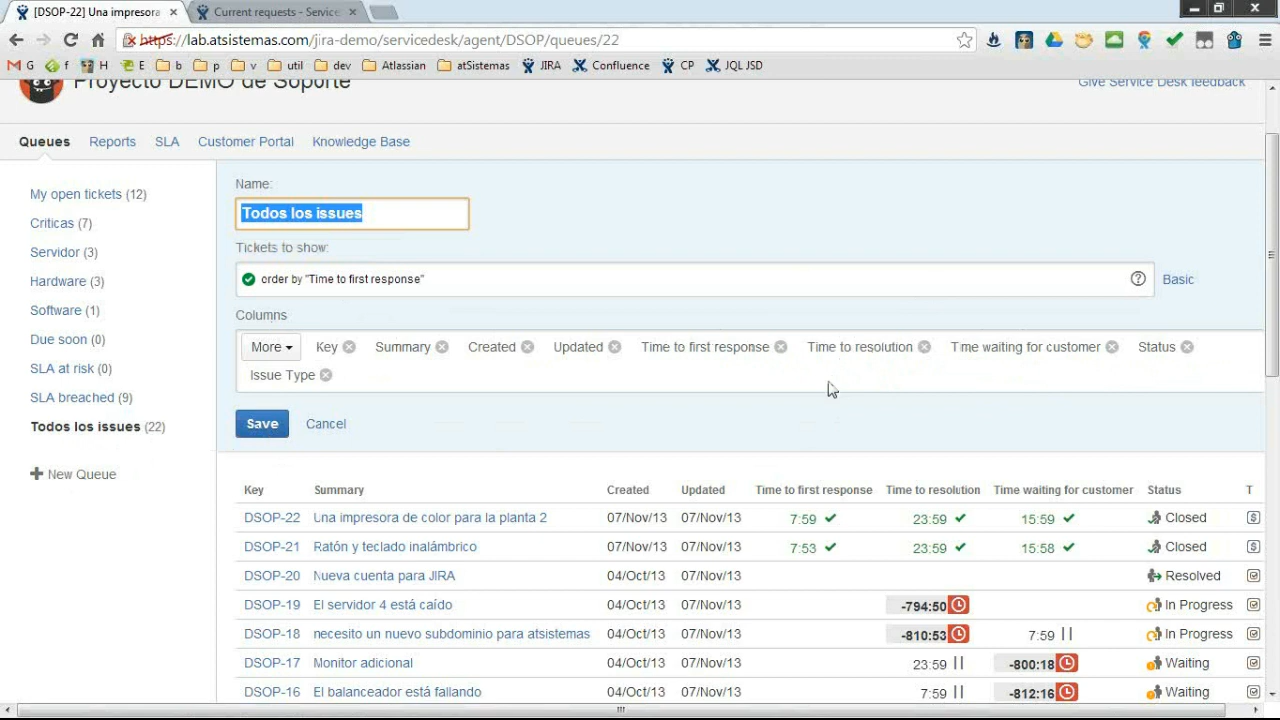 [DSOP-22] Una impresora
Current requests - Service
https://lab.atsistemas.com/jira-demo/servicedesk/agent/DSOP/queues/22
G f H E b p v util dev Atlassian atSistemas JIRA Confluence CP JQL JSD
Proyecto DEMO de Soporte
Give Service Desk feedback
Queues Reports SLA Customer Portal Knowledge Base
My open tickets (12)
Criticas (7)
Servidor (3)
Hardware (3)
Software (1)
Due soon (0)
SLA at risk (0)
SLA breached (9)
Todos los issues (22)
New Queue
Name:
Todos los issues
Tickets to show:
order by "Time to first response" Basic
Columns
More Key Summary Created Updated Time to first response Time to resolution Time waiting for customer Status
Issue Type
Save Cancel
Key Summary Created Updated Time to first response Time to resolution Time waiting for customer Status T
DSOP-22 Una impresora de color para la planta 2 07/Nov/13 07/Nov/13 7:59 23:59 15:59 Closed
DSOP-21 Ratón y teclado inalámbrico 07/Nov/13 07/Nov/13 7:53 23:59 15:58 Closed
DSOP-20 Nueva cuenta para JIRA 04/Oct/13 07/Nov/13 Resolved
DSOP-19 El servidor 4 está caído 04/Oct/13 07/Nov/13 -794:50 In Progress
DSOP-18 necesito un nuevo subdominio para atsistemas 04/Oct/13 07/Nov/13 -810:53 7:59 In Progress
DSOP-17 Monitor adicional 04/Oct/13 07/Nov/13 23:59 -800:18 Waiting
DSOP-16 El balanceador está fallando 04/Oct/13 07/Nov/13 7:59 -812:16 Waiting